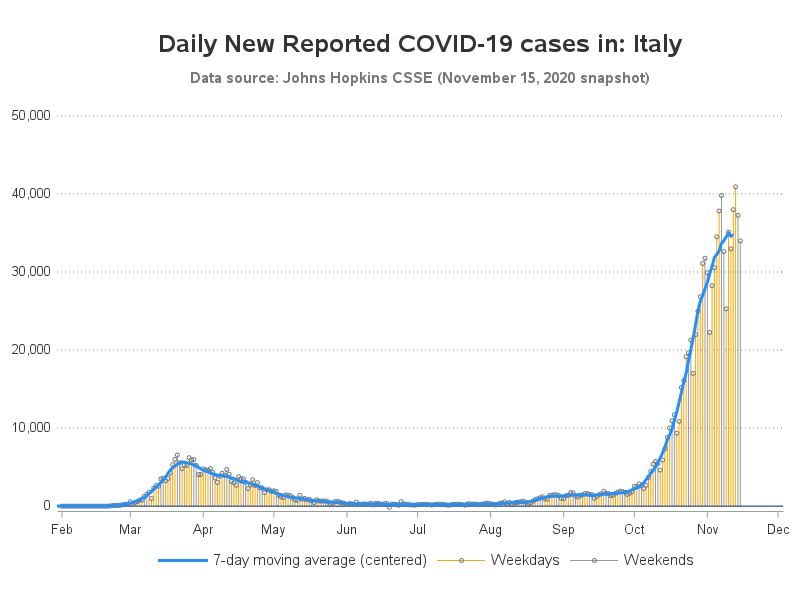 Daily New Reported COVID-19 cases in: Italy
Data source: Johns Hopkins CSSE (November 15, 2020 snapshot)
50,000
40,000
30,000
20,000
10,000
0
Feb Mar Apr May Jun Jul Aug Sep Oct Nov Dec
7-day moving average (centered) Weekdays Weekends